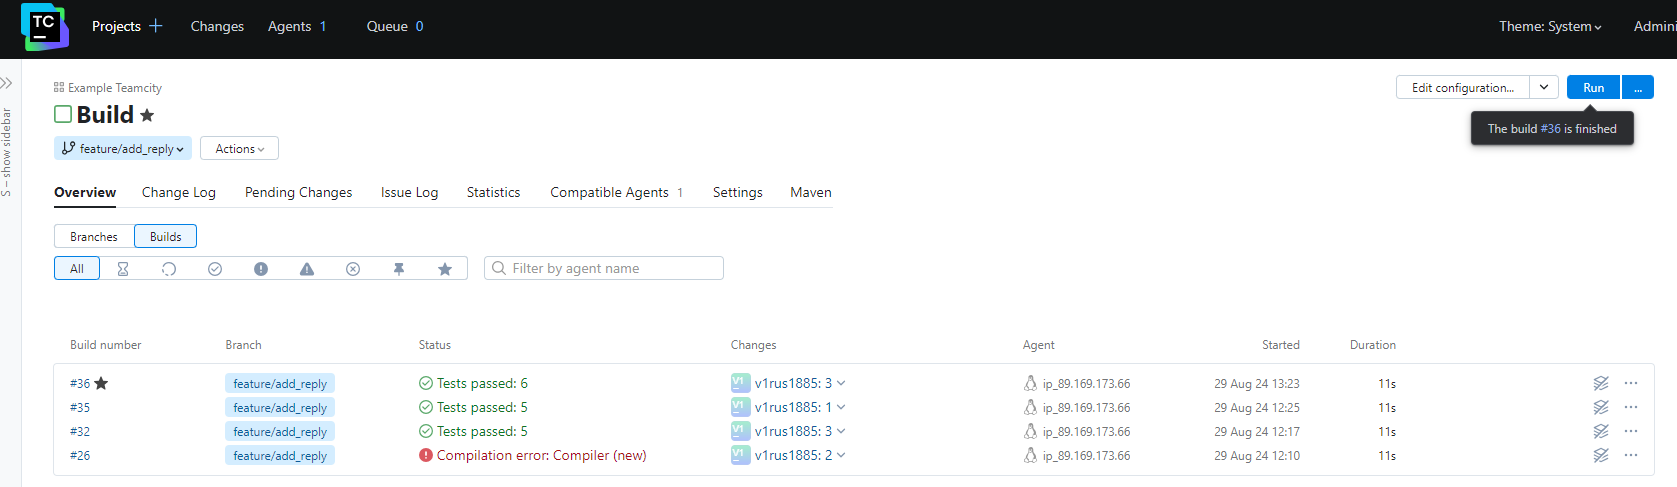 TC
Projects
Changes
Agents 1
Queue 0
Theme: System
Admini
S – show sidebar
Example Teamcity
Build
Edit configuration...
Run
...
The build #36 is finished
feature/add_reply
Actions
Overview
Change Log
Pending Changes
Issue Log
Statistics
Compatible Agents 1
Settings
Maven
Branches
Builds
All
Filter by agent name
Build number Branch Status Changes Agent Started Duration
#36 feature/add_reply Tests passed: 6 V1 v1rus1885: 3 ip_89.169.173.66 29 Aug 24 13:23 11s
#35 feature/add_reply Tests passed: 5 V1 v1rus1885: 1 ip_89.169.173.66 29 Aug 24 12:25 11s
#32 feature/add_reply Tests passed: 5 V1 v1rus1885: 3 ip_89.169.173.66 29 Aug 24 12:17 11s
#26 feature/add_reply Compilation error: Compiler (new) V1 v1rus1885: 2 ip_89.169.173.66 29 Aug 24 12:10 11s